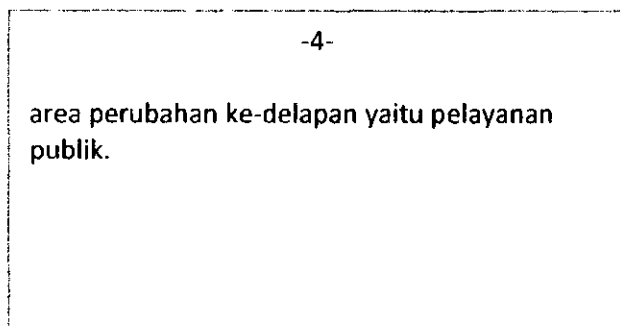 -4-
area perubahan ke-delapan yaitu pelayanan
publik.